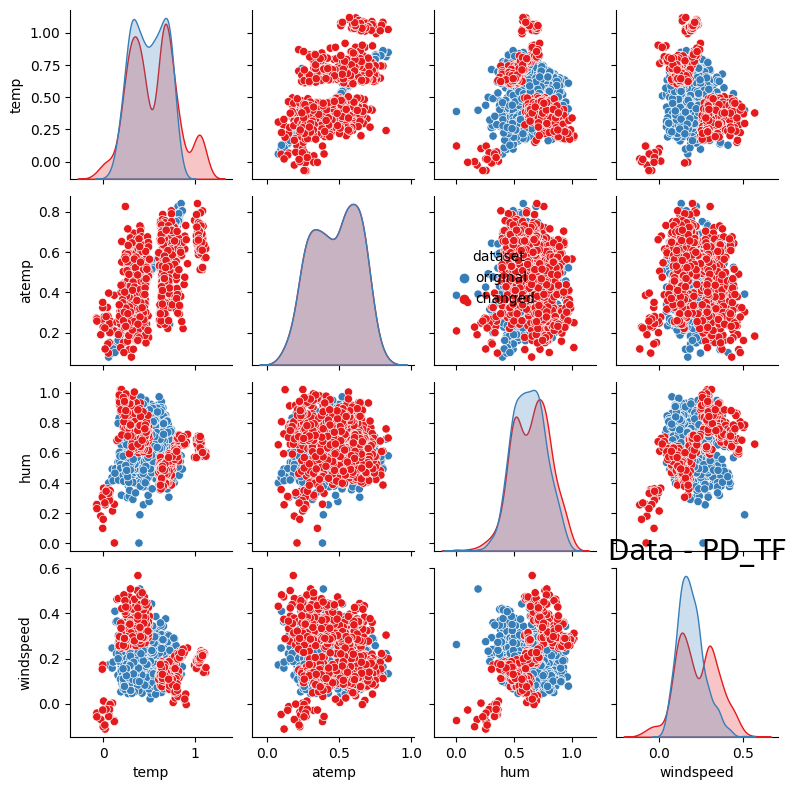 1.00
0.75
0.50
0.25
0.00
temp
0.8
0.6
0.4
0.2
atemp
dataset
original
changed
1.0
0.8
0.6
0.4
0.2
0.0
hum
Data - PD_TF
0.6
0.4
0.2
0.0
windspeed
0 1
temp
0.0 0.5 1.0
atemp
0.0 0.5 1.0
hum
0.0 0.5
windspeed